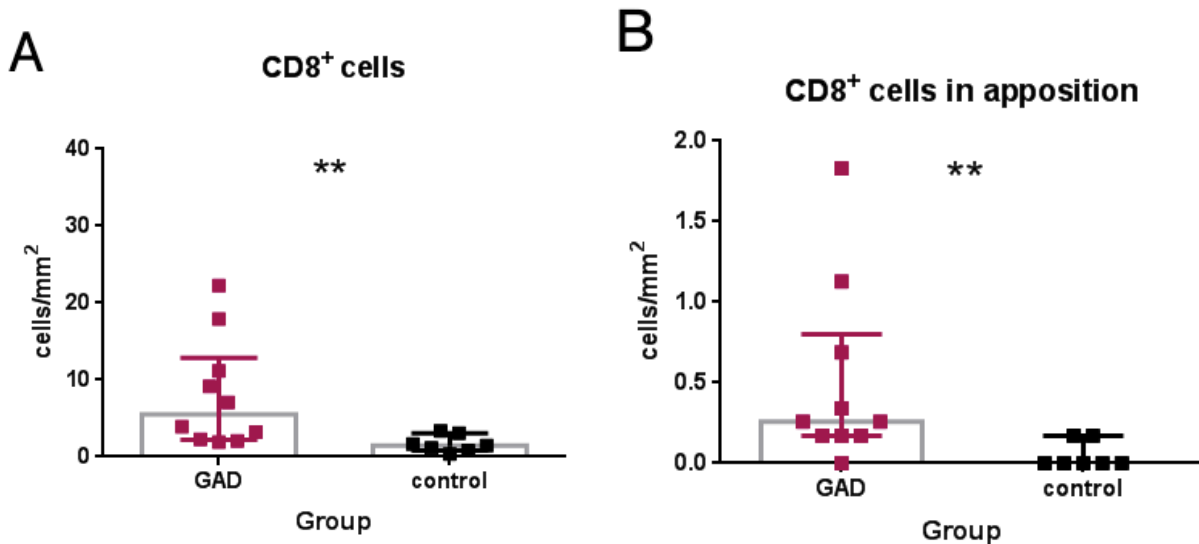 A
CD8⁺ cells
**
40
30
20
10
0
cells/mm²
GAD
control
Group
B
CD8⁺ cells in apposition
**
2.0
1.5
1.0
0.5
0.0
cells/mm²
GAD
control
Group